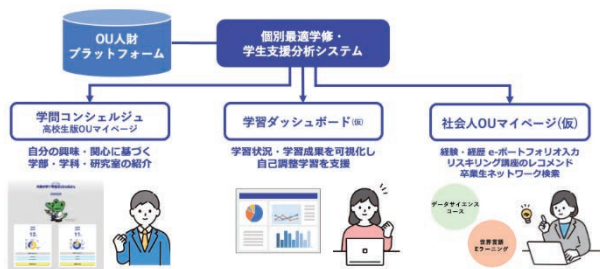 OU人財
プラットフォーム
個別最適学修・
学生支援分析システム
学問コンシェルジュ
高校生版OUマイページ
自分の興味・関心に基づく
学部・学科・研究室の紹介
学習ダッシュボード(仮)
学習状況・学習成果を可視化し
自己調整学習を支援
社会人OUマイページ(仮)
経験・経歴 e-ポートフォリオ入力
リスキリング講座のレコメンド
卒業生ネットワーク検索
データサイエンス
コース
世界言語
Eラーニング